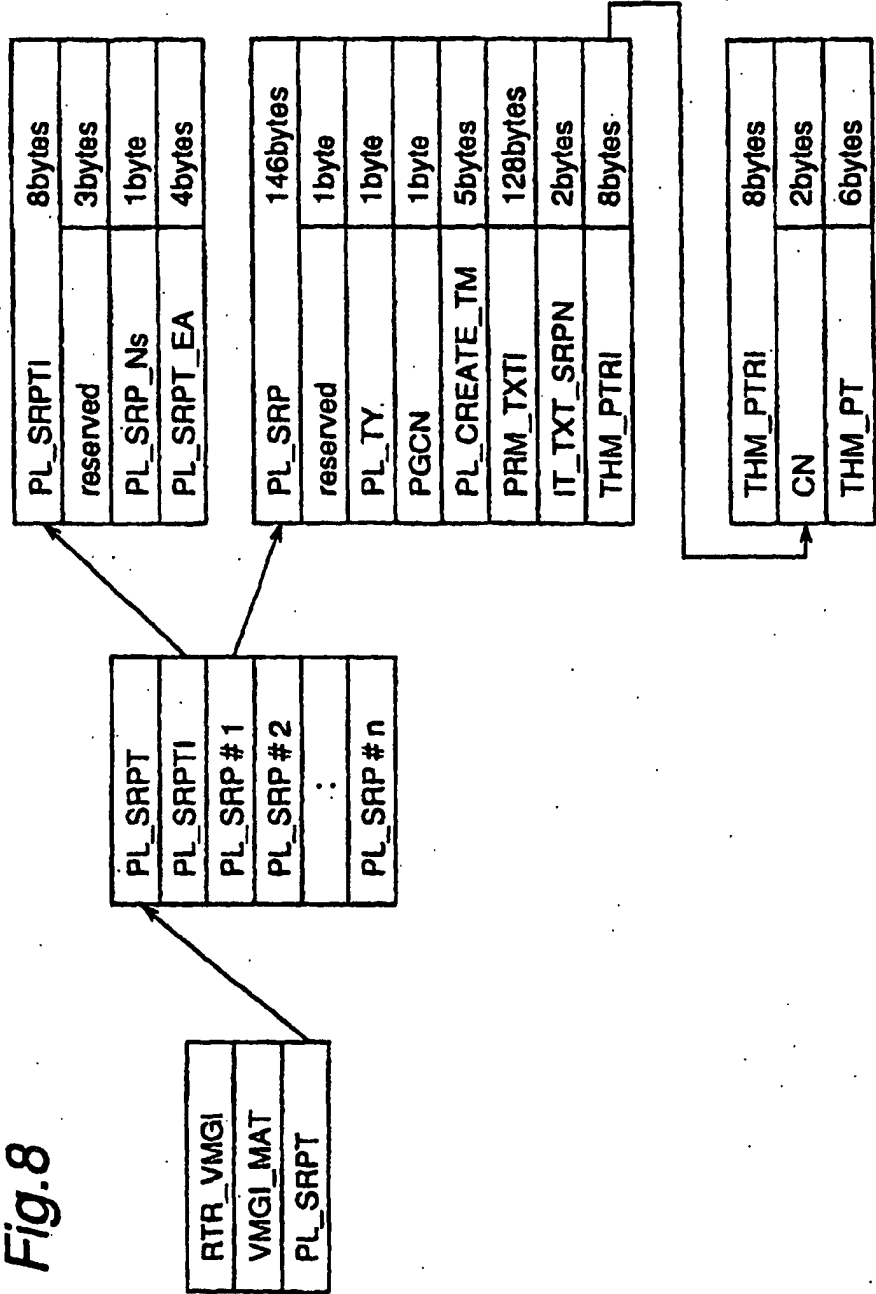 Fig.8
RTR_VMGI
VMGI_MAT
PL_SRPT
PL_SRPT
PL_SRPTI
PL_SRP#1
PL_SRP#2
:
PL_SRP#n
PL_SRPTI 8bytes
reserved 3bytes
PL_SRP_Ns 1byte
PL_SRPT_EA 4bytes
PL_SRP 146bytes
reserved 1byte
PL_TY 1byte
PGCN 1byte
PL_CREATE_TM 5bytes
PRM_TXTI 128bytes
IT_TXT_SRPN 2bytes
THM_PTRI 8bytes
THM_PTRI 8bytes
CN 2bytes
THM_PT 6bytes